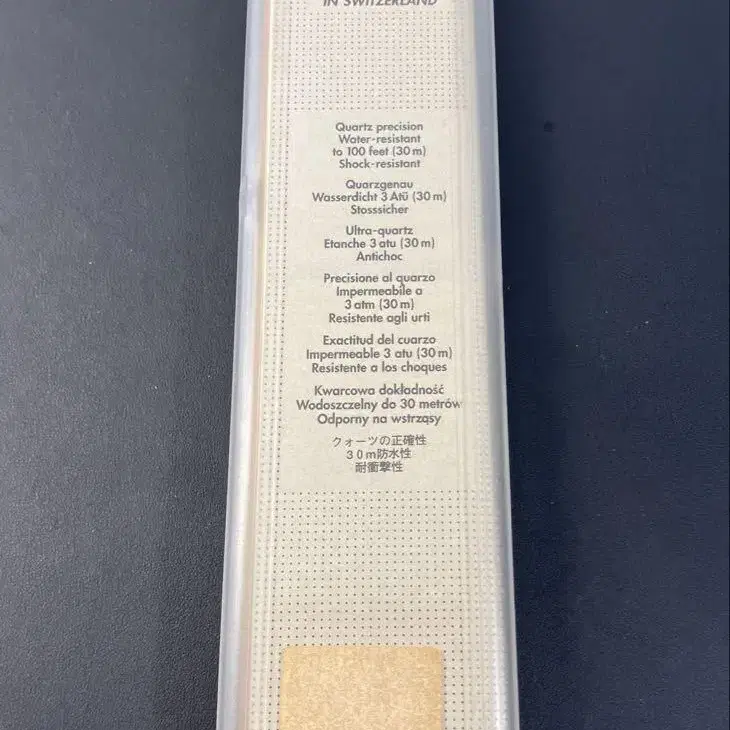 IN SWITZERLAND
Quartz precision
Water-resistant
to 100 feet (30 m)
Shock-resistant
Quarzgenau
Wasserdicht 3 Atü (30 m)
Stosssicher
Ultra-quartz
Etanche 3 atu (30 m)
Antichoc
Precisione al quarzo
Impermeabile a
3 atm (30 m)
Resistente agli urti
Exactitud del cuarzo
Impermeable 3 atu (30 m)
Resistente a los choques
Kwarcowa dokładność
Wodoszczelny do 30 metrów
Odporny na wstrząsy
クォーツの正確性
30m防水性
耐衝撃性